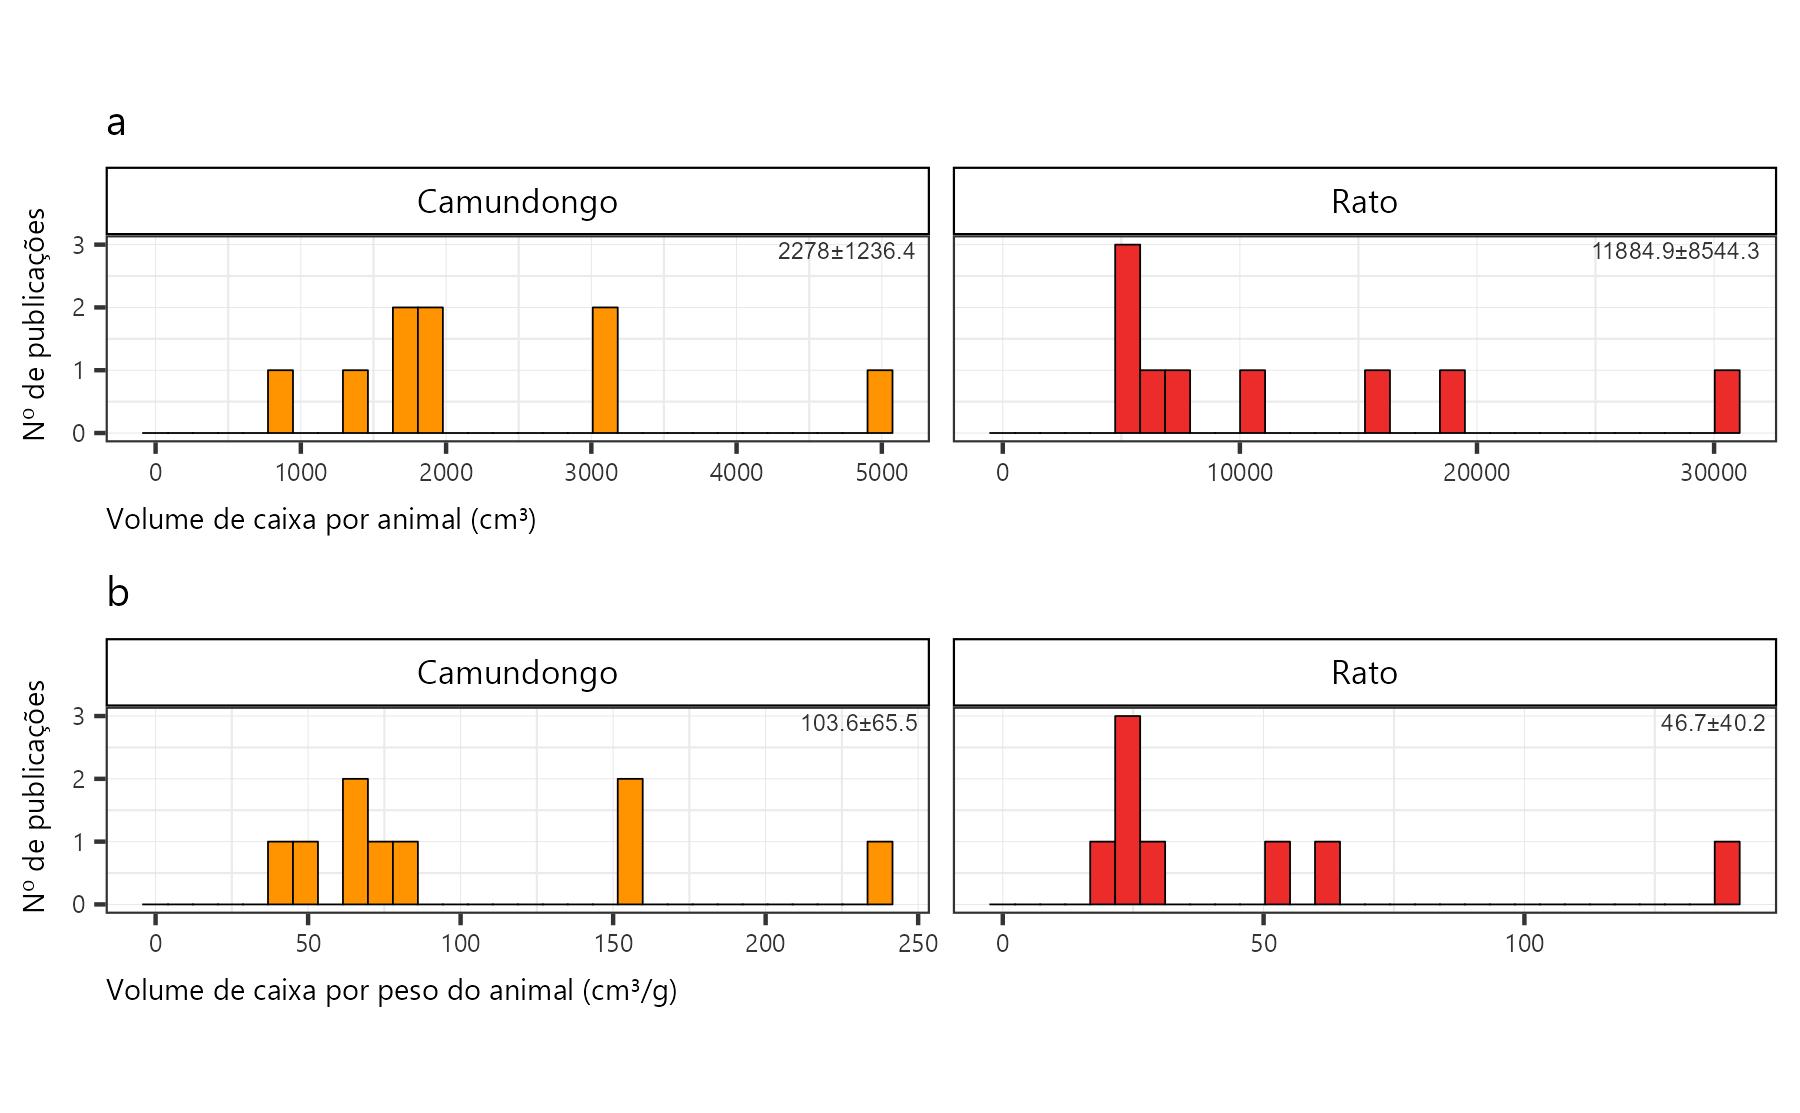 a
Camundongo
Rato
Nº de publicações
3
2
1
0
2278±1236.4
11884.9±8544.3
0 1000 2000 3000 4000 5000
0 10000 20000 30000
Volume de caixa por animal (cm³)
b
Camundongo
Rato
Nº de publicações
3
2
1
0
103.6±65.5
46.7±40.2
0 50 100 150 200 250
0 50 100
Volume de caixa por peso do animal (cm³/g)